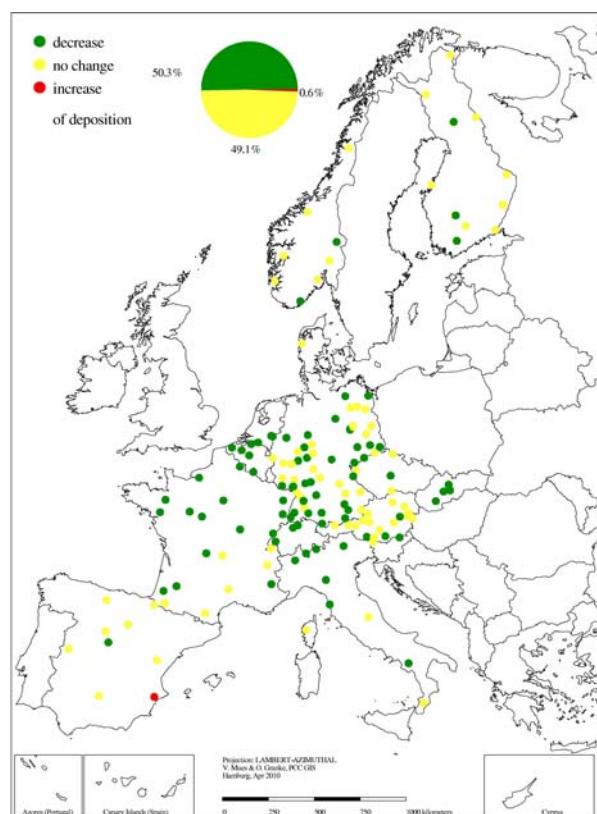 decrease
no change
increase
of deposition
50.3%
0.6%
49.1%
Projection: LAMBERT-AZIMUTHAL
V. Mues & O. Granke, PCC GIS
Hamburg, Apr 2010
0 250 500 750 1000 kilometers
Azores (Portugal)
Canary Islands (Spain)
Cyprus